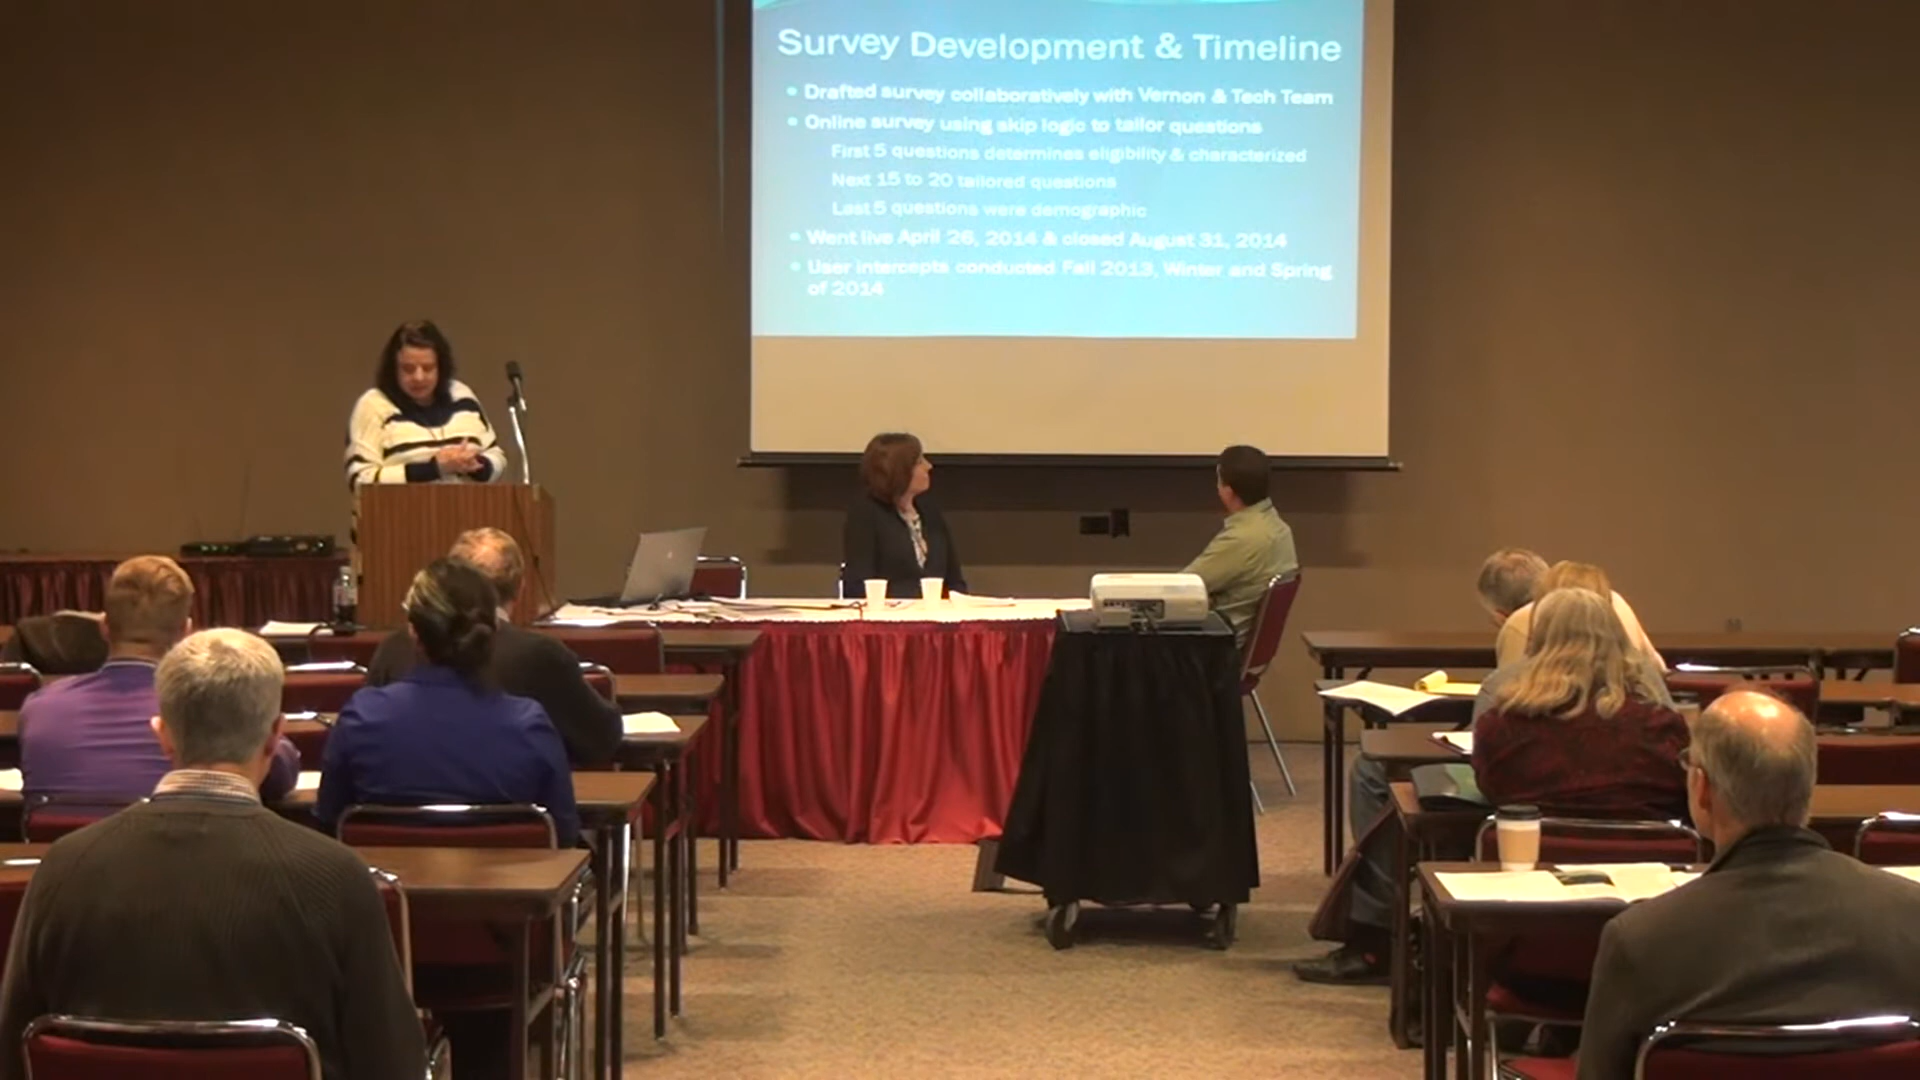 Survey Development & Timeline
Drafted survey collaboratively with Vernon & Tech Team
Online survey using skip logic to tailor questions
First 5 questions determines eligibility & characterized
Next 15 to 20 tailored questions
Last 5 questions were demographic
Went live April 26, 2014 & closed August 31, 2014
User intercepts conducted Fall 2013, Winter and Spring
of 2014